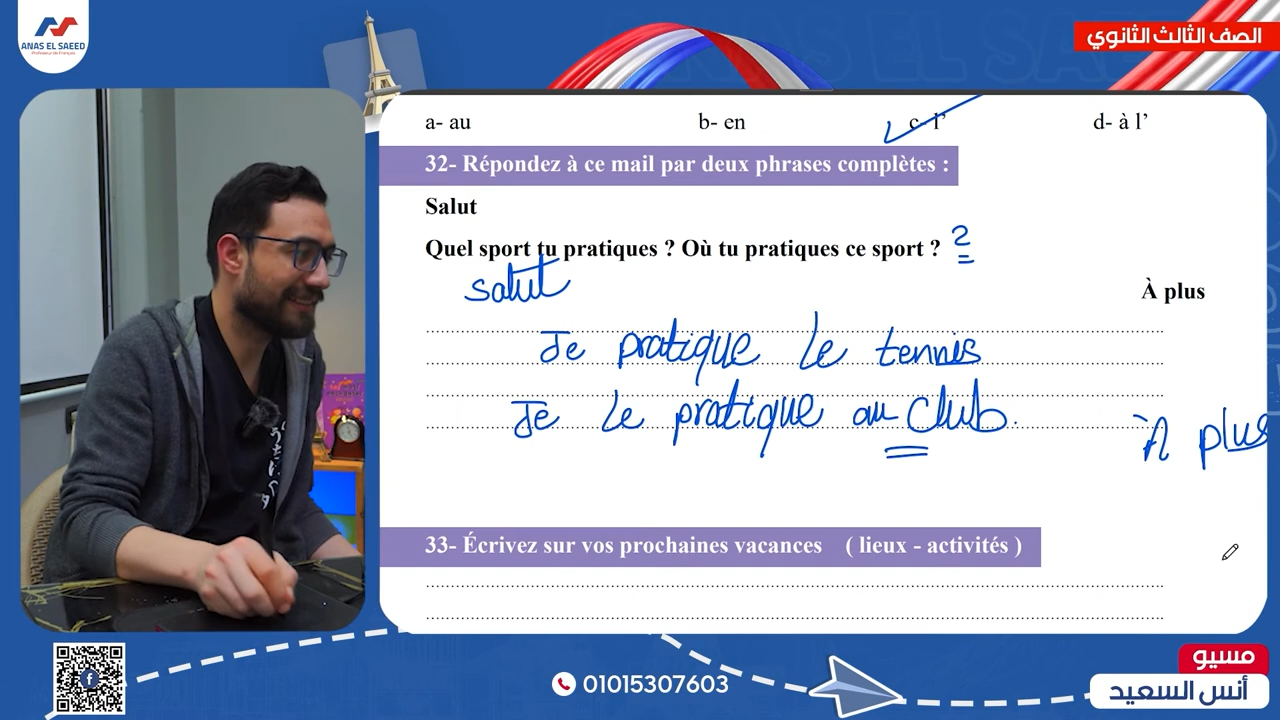 ANAS EL SAEED
Professeur de Français
الصف الثالث الثانوي
a- au b- en c- l' d- à l'
32- Répondez à ce mail par deux phrases complètes :
Salut
Quel sport tu pratiques ? Où tu pratiques ce sport ? 2
salut
À plus
Je pratique le tennis
Je le pratique au club.
À plus
33- Écrivez sur vos prochaines vacances ( lieux - activités )
01015307603
مسيو
أنس السعيد